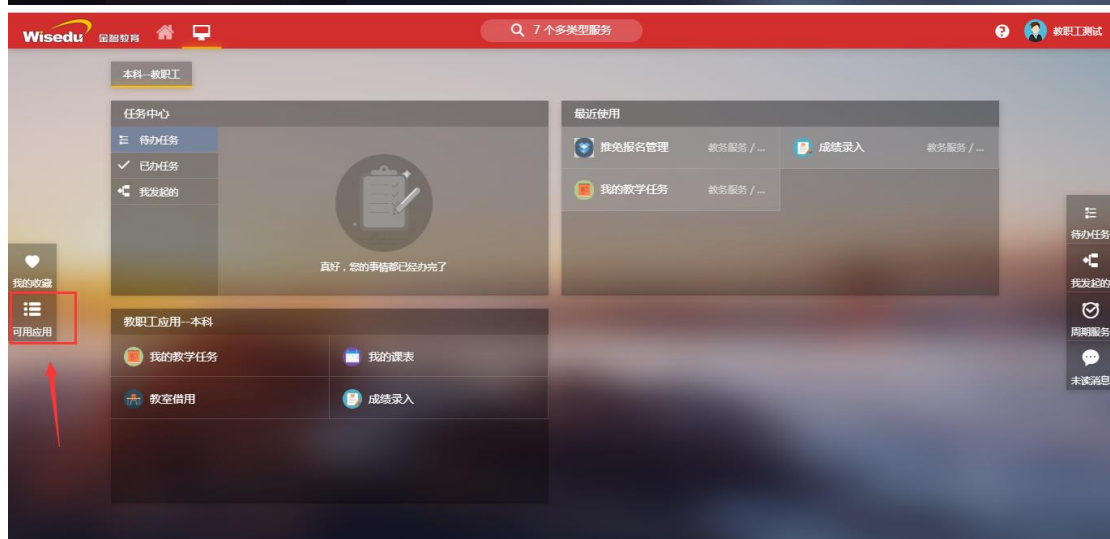 Wisedu 金智教育
7 个多类型服务
教职工测试
本科--教职工
任务中心
待办任务
已办任务
我发起的
真好，您的事情都已经办完了
最近使用
推免报名管理 教务服务 / ...
成绩录入 教务服务 / ...
我的教学任务 教务服务 / ...
我的收藏
可用应用
教职工应用--本科
我的教学任务
我的课表
教室借用
成绩录入
待办任务
我发起的
周期服务
未读消息